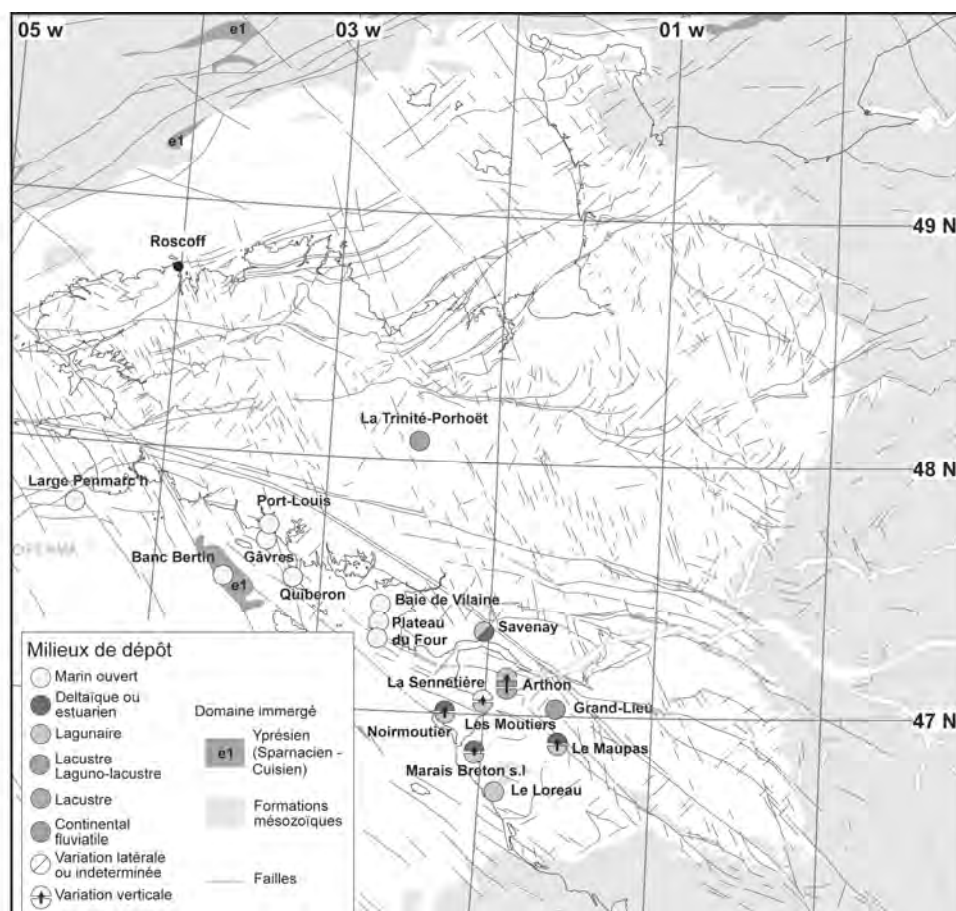 05 w
03 w
01 w
e1
e1
49 N
Roscoff
La Trinité-Porhoët
48 N
Large Penmarc'h
Port-Louis
Banc Bertin
Gâvres
e1
Quiberon
Baie de Vilaine
Plateau
du Four
Savenay
La Sennetière
Arthon
Grand-Lieu
47 N
Noirmoutier
Les Moutiers
Le Maupas
Marais Breton s.l
Le Loreau
Milieux de dépôt
Marin ouvert
Deltaïque ou
estuarien
Lagunaire
Lacustre
Laguno-lacustre
Lacustre
Continental
fluviatile
Variation latérale
ou indeterminée
Variation verticale
Domaine immergé
e1
Yprésien
(Sparnacien -
Cuisien)
Formations
mésozoïques
Failles